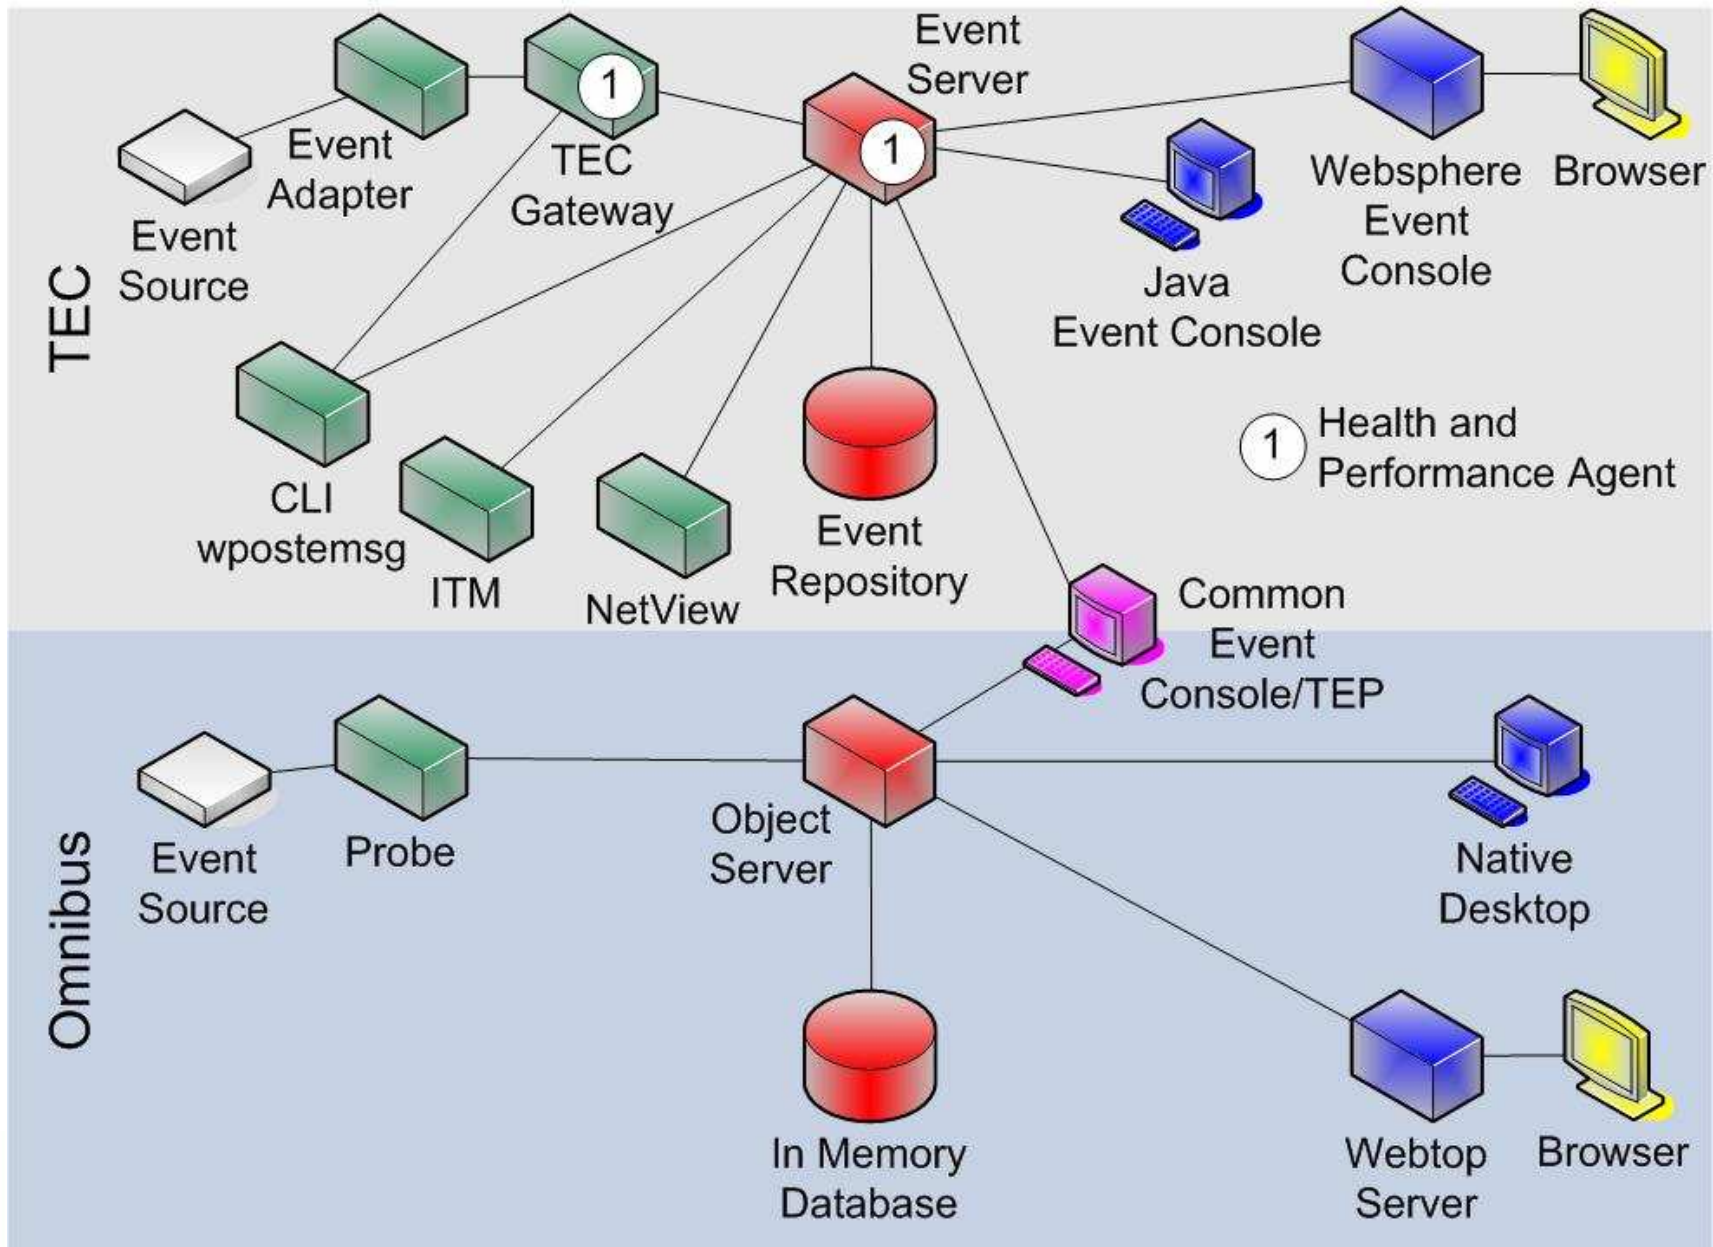 Event
Server
1
1
Event
Adapter
TEC
Gateway
Event
Source
Websphere
Event
Console
Browser
Java
Event Console
TEC
CLI
wpostemsg
ITM
NetView
Event
Repository
1
Health and
Performance Agent
Common
Event
Console/TEP
Omnibus
Event
Source
Probe
Object
Server
Native
Desktop
In Memory
Database
Webtop
Server
Browser